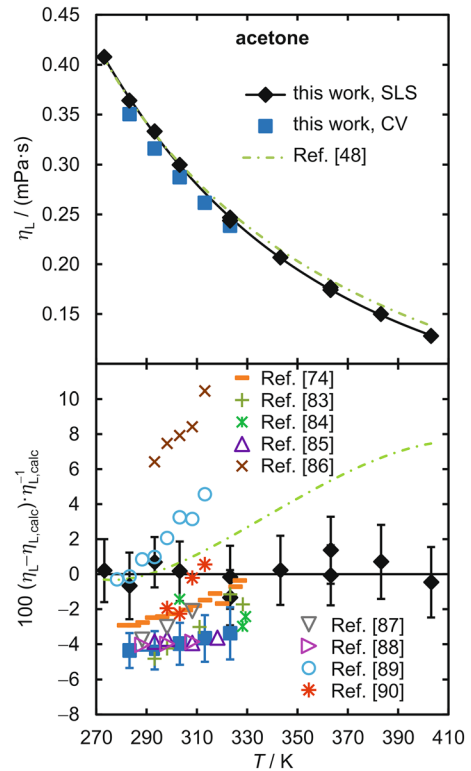 acetone
0.40
0.35
0.30
0.25
0.20
0.15
η_L / (mPa·s)
this work, SLS
this work, CV
Ref. [48]
10
8
6
4
2
0
−2
−4
−6
−8
100 (η_L−η_L,calc)·η_L,calc^−1
Ref. [74]
Ref. [83]
Ref. [84]
Ref. [85]
Ref. [86]
Ref. [87]
Ref. [88]
Ref. [89]
Ref. [90]
270 290 310 330 350 370 390 410
T / K